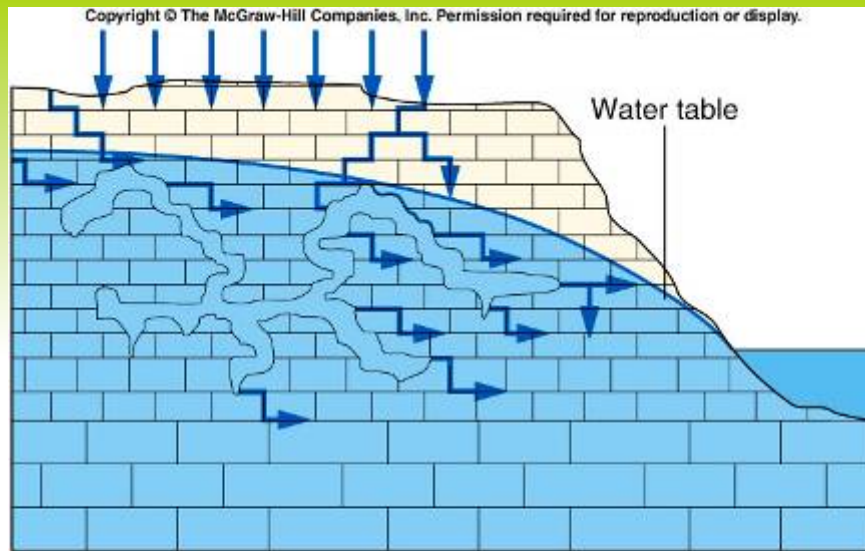 Copyright © The McGraw-Hill Companies, Inc. Permission required for reproduction or display.
Water table